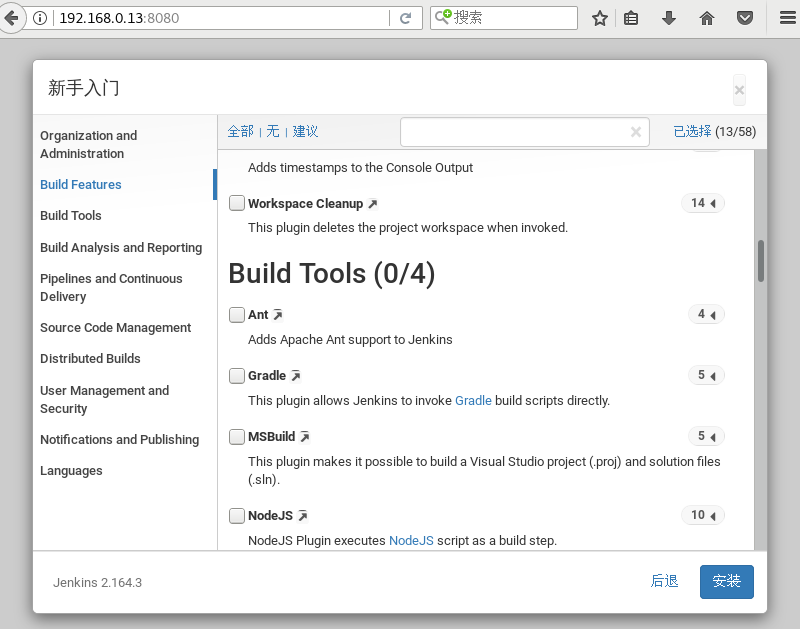 192.168.0.13:8080
搜索
新手入门
×
Organization and
Administration
Build Features
Build Tools
Build Analysis and Reporting
Pipelines and Continuous
Delivery
Source Code Management
Distributed Builds
User Management and
Security
Notifications and Publishing
Languages
全部 | 无 | 建议
已选择 (13/58)
Adds timestamps to the Console Output
Workspace Cleanup 14
This plugin deletes the project workspace when invoked.
Build Tools (0/4)
Ant 4
Adds Apache Ant support to Jenkins
Gradle 5
This plugin allows Jenkins to invoke Gradle build scripts directly.
MSBuild 5
This plugin makes it possible to build a Visual Studio project (.proj) and solution files
(.sln).
NodeJS 10
NodeJS Plugin executes NodeJS script as a build step.
Jenkins 2.164.3
后退
安装